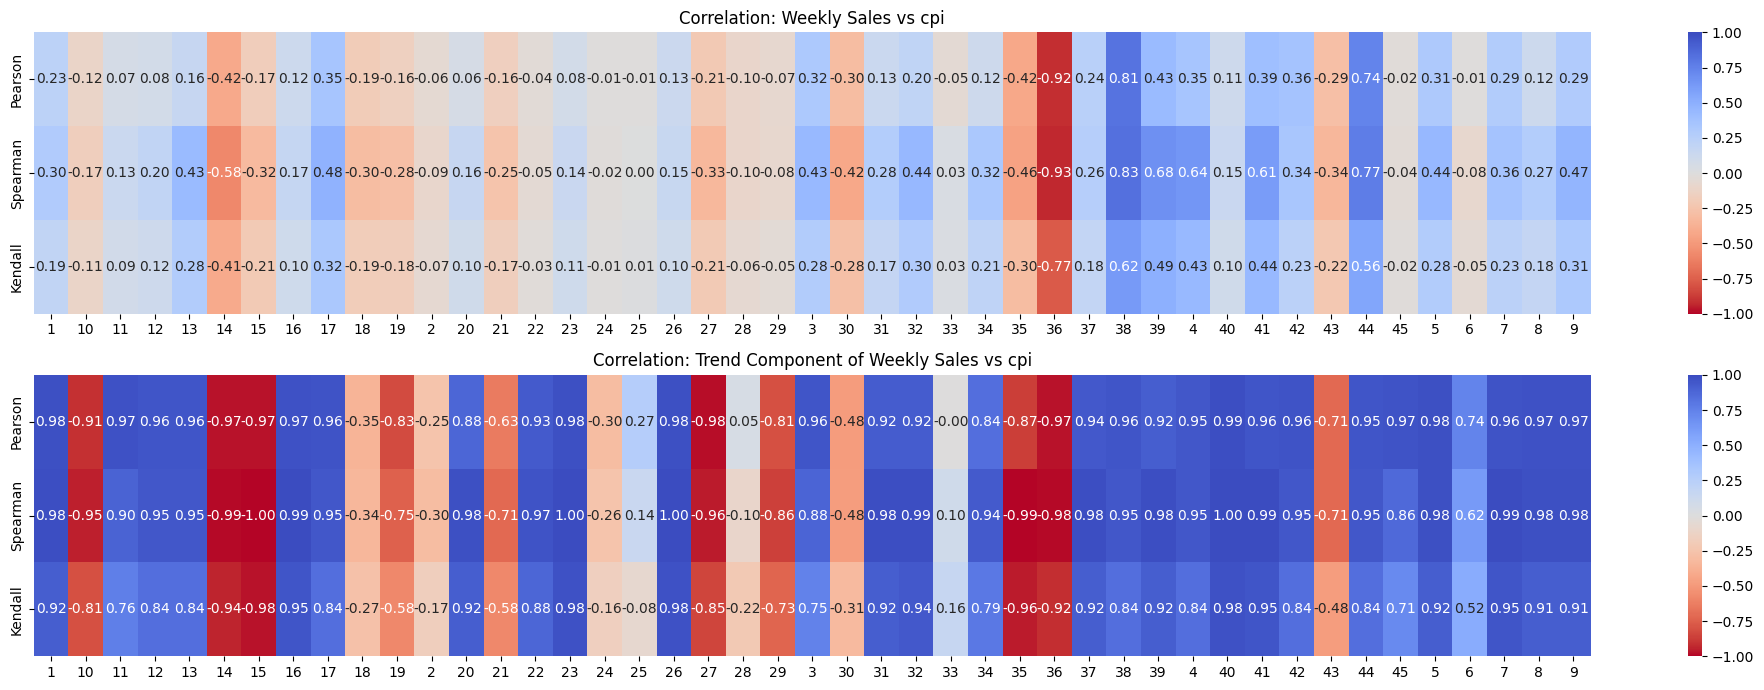 Correlation: Weekly Sales vs cpi
Pearson 0.23 -0.12 0.07 0.08 0.16 -0.42 -0.17 0.12 0.35 -0.19 -0.16 -0.06 0.06 -0.16 -0.04 0.08 -0.01 -0.01 0.13 -0.21 -0.10 -0.07 0.32 -0.30 0.13 0.20 -0.05 0.12 -0.42 -0.92 0.24 0.81 0.43 0.35 0.11 0.39 0.36 -0.29 0.74 -0.02 0.31 -0.01 0.29 0.12 0.29
Spearman 0.30 -0.17 0.13 0.20 0.43 -0.58 -0.32 0.17 0.48 -0.30 -0.28 -0.09 0.16 -0.25 -0.05 0.14 -0.02 0.00 0.15 -0.33 -0.10 -0.08 0.43 -0.42 0.28 0.44 0.03 0.32 -0.46 -0.93 0.26 0.83 0.68 0.64 0.15 0.61 0.34 -0.34 0.77 -0.04 0.44 -0.08 0.36 0.27 0.47
Kendall 0.19 -0.11 0.09 0.12 0.28 -0.41 -0.21 0.10 0.32 -0.19 -0.18 -0.07 0.10 -0.17 -0.03 0.11 -0.01 0.01 0.10 -0.21 -0.06 -0.05 0.28 -0.28 0.17 0.30 0.03 0.21 -0.30 -0.77 0.18 0.62 0.49 0.43 0.10 0.44 0.23 -0.22 0.56 -0.02 0.28 -0.05 0.23 0.18 0.31
1 10 11 12 13 14 15 16 17 18 19 2 20 21 22 23 24 25 26 27 28 29 3 30 31 32 33 34 35 36 37 38 39 4 40 41 42 43 44 45 5 6 7 8 9
1.00
0.75
0.50
0.25
0.00
−0.25
−0.50
−0.75
−1.00
Correlation: Trend Component of Weekly Sales vs cpi
Pearson 0.98 -0.91 0.97 0.96 0.96 -0.97 -0.97 0.97 0.96 -0.35 -0.83 -0.25 0.88 -0.63 0.93 0.98 -0.30 0.27 0.98 -0.98 0.05 -0.81 0.96 -0.48 0.92 0.92 -0.00 0.84 -0.87 -0.97 0.94 0.96 0.92 0.95 0.99 0.96 0.96 -0.71 0.95 0.97 0.98 0.74 0.96 0.97 0.97
Spearman 0.98 -0.95 0.90 0.95 0.95 -0.99 -1.00 0.99 0.95 -0.34 -0.75 -0.30 0.98 -0.71 0.97 1.00 -0.26 0.14 1.00 -0.96 -0.10 -0.86 0.88 -0.48 0.98 0.99 0.10 0.94 -0.99 -0.98 0.98 0.95 0.98 0.95 1.00 0.99 0.95 -0.71 0.95 0.86 0.98 0.62 0.99 0.98 0.98
Kendall 0.92 -0.81 0.76 0.84 0.84 -0.94 -0.98 0.95 0.84 -0.27 -0.58 -0.17 0.92 -0.58 0.88 0.98 -0.16 -0.08 0.98 -0.85 -0.22 -0.73 0.75 -0.31 0.92 0.94 0.16 0.79 -0.96 -0.92 0.92 0.84 0.92 0.84 0.98 0.95 0.84 -0.48 0.84 0.71 0.92 0.52 0.95 0.91 0.91
1 10 11 12 13 14 15 16 17 18 19 2 20 21 22 23 24 25 26 27 28 29 3 30 31 32 33 34 35 36 37 38 39 4 40 41 42 43 44 45 5 6 7 8 9
1.00
0.75
0.50
0.25
0.00
−0.25
−0.50
−0.75
−1.00